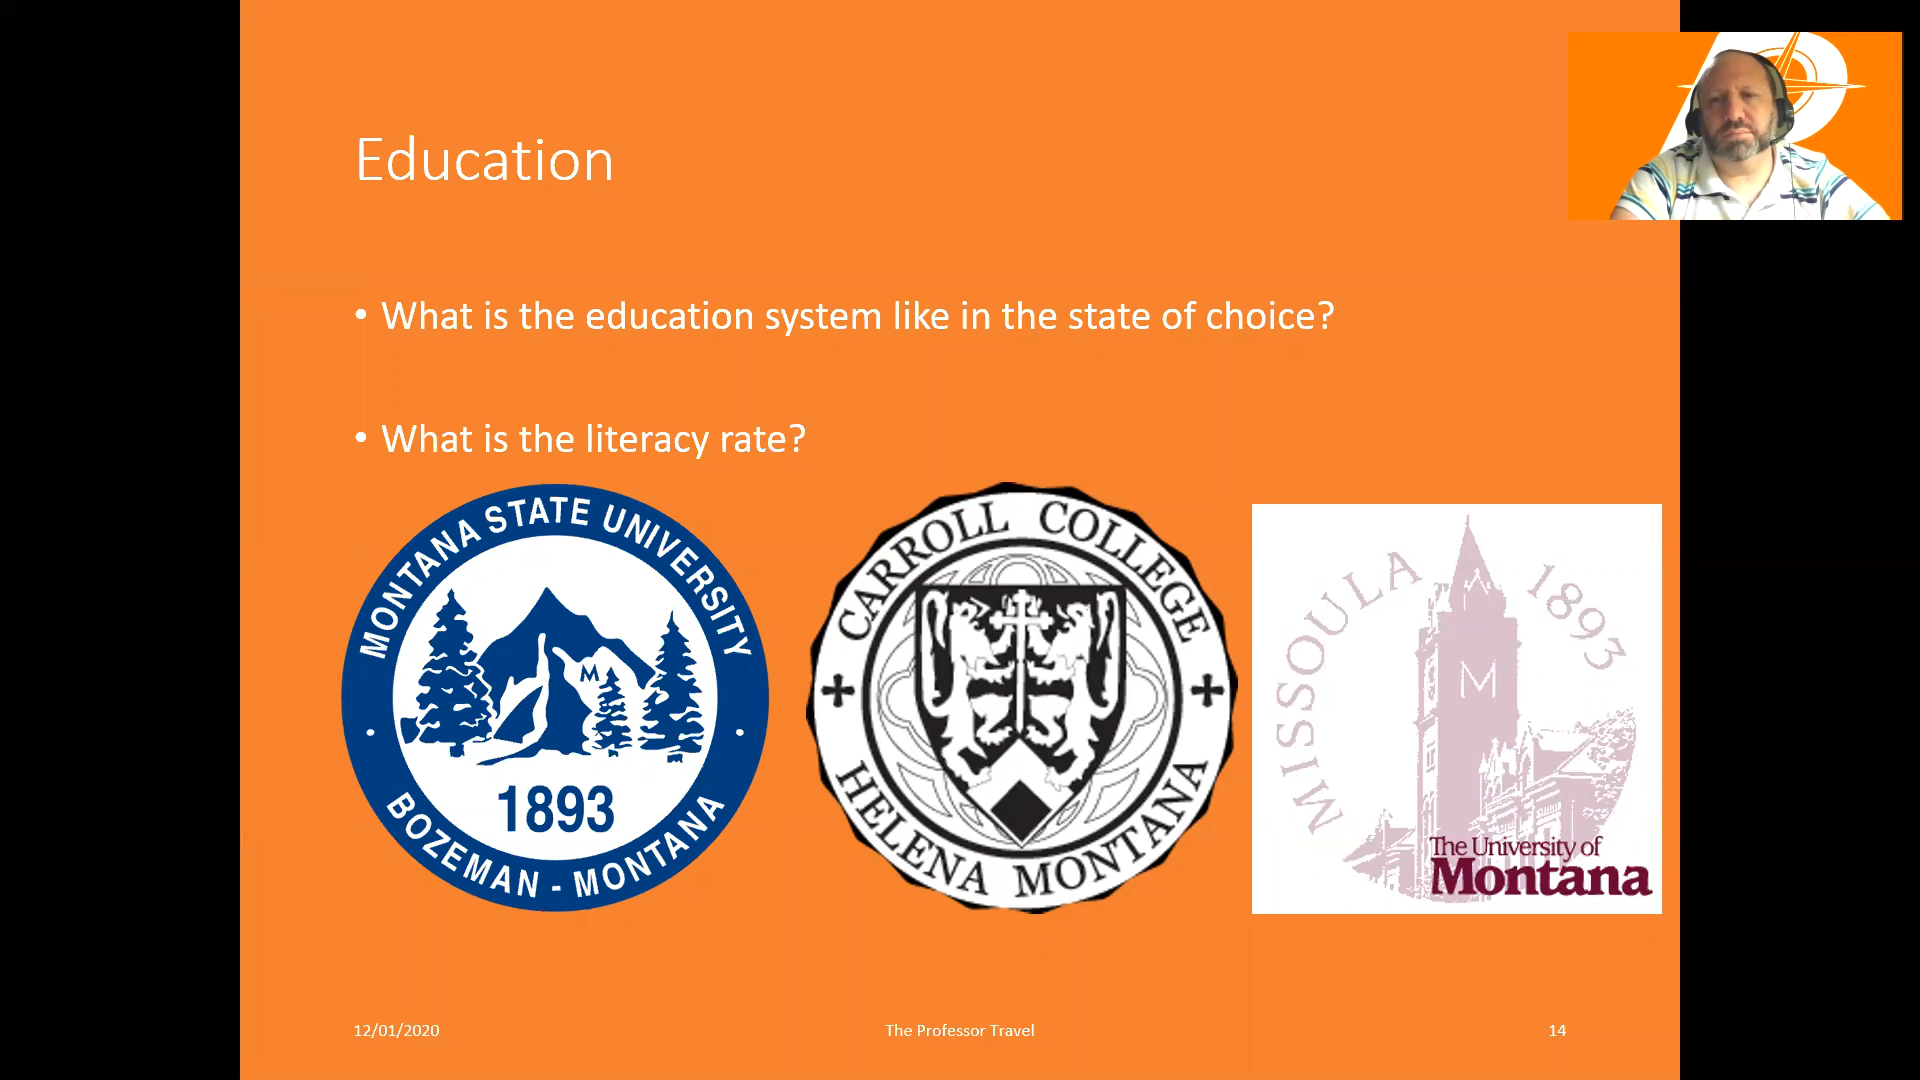 Education
• What is the education system like in the state of choice?
• What is the literacy rate?
MONTANA STATE UNIVERSITY
M
1893
BOZEMAN - MONTANA
CARROLL COLLEGE
HELENA MONTANA
MISSOULA 1893
M
The University of
Montana
12/01/2020
The Professor Travel
14